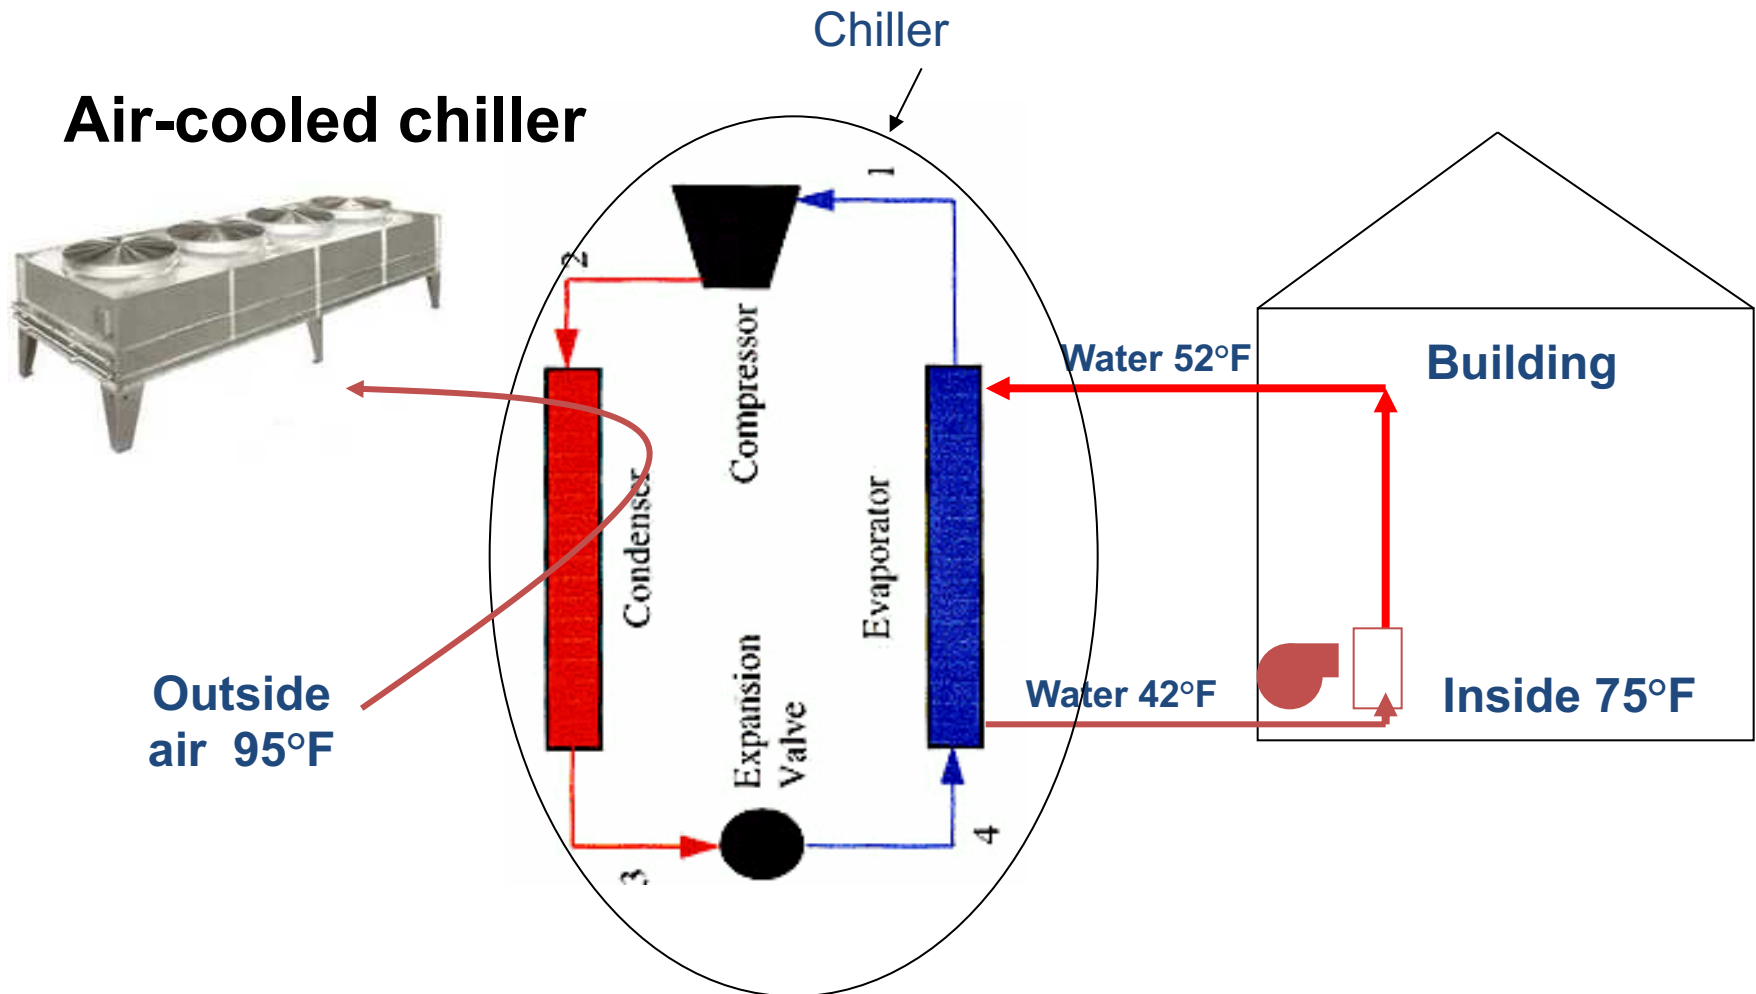 Chiller
Air-cooled chiller
1
2
Compressor
Condenser
Evaporator
Expansion
Valve
3
4
Water 52°F
Building
Water 42°F
Inside 75°F
Outside
air 95°F